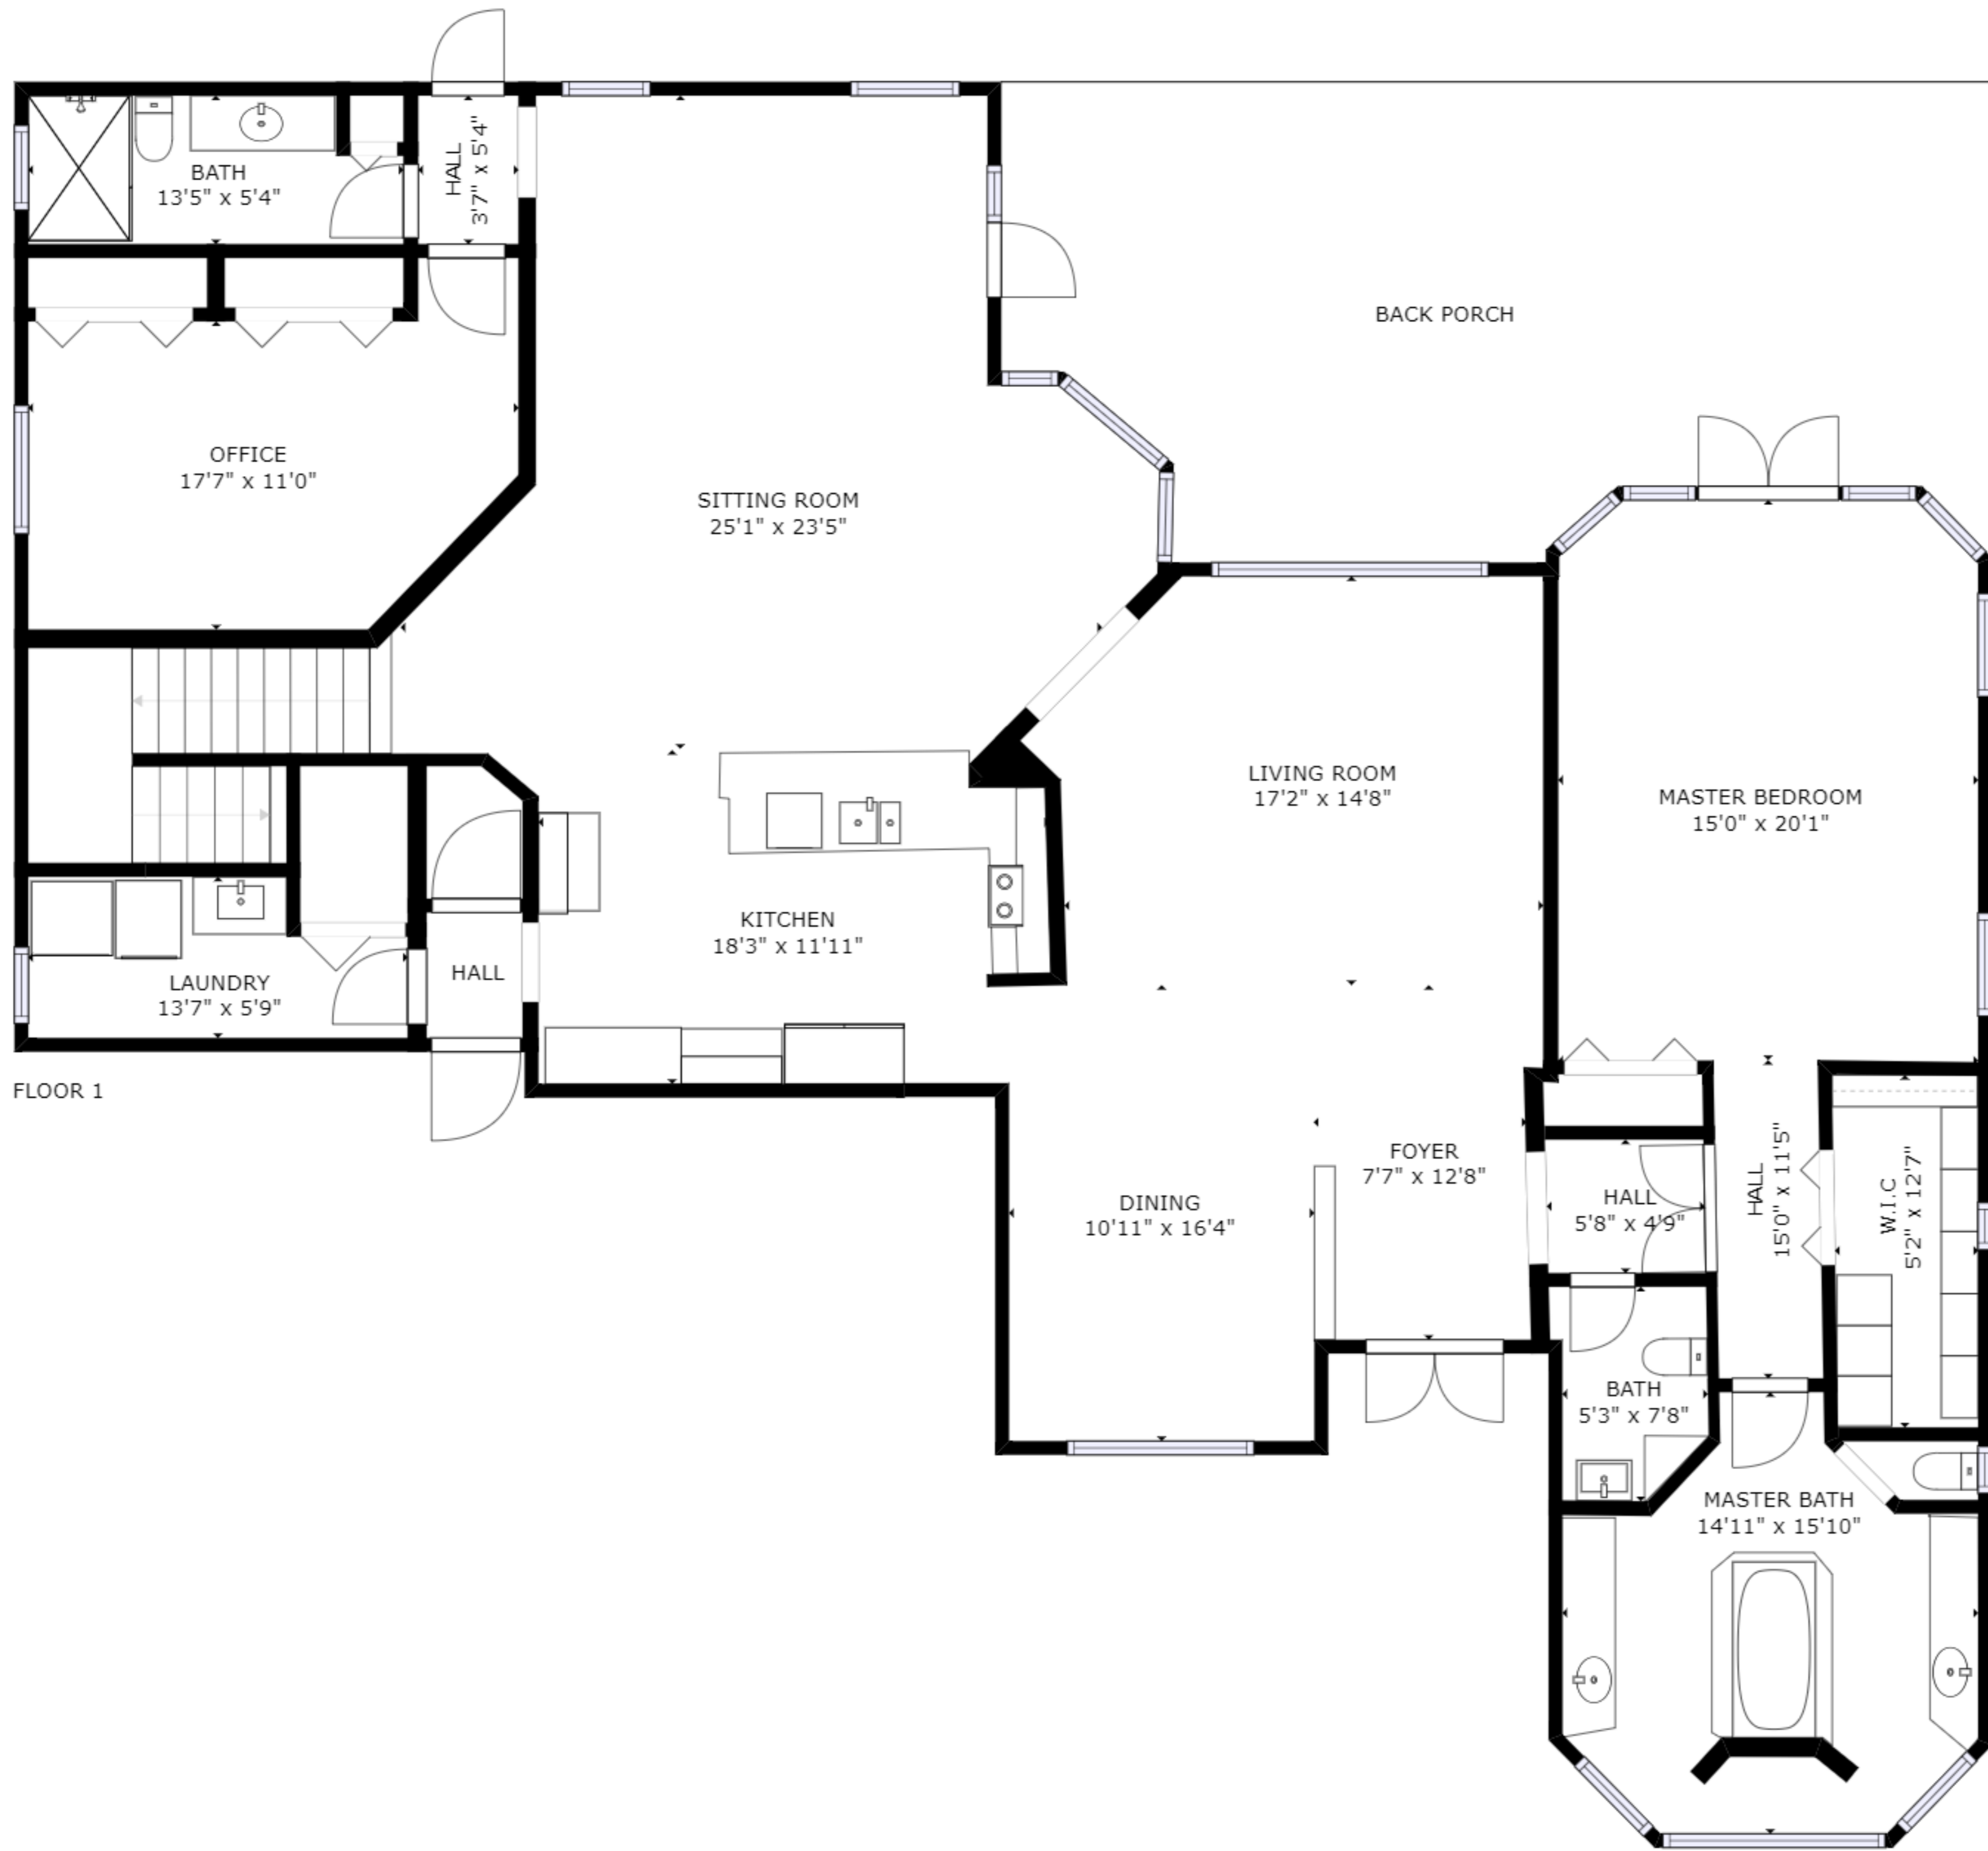 BATH
13'5" x 5'4"
HALL
3'7" x 5'4"
BACK PORCH
OFFICE
17'7" x 11'0"
SITTING ROOM
25'1" x 23'5"
LIVING ROOM
17'2" x 14'8"
MASTER BEDROOM
15'0" x 20'1"
KITCHEN
18'3" x 11'11"
HALL
LAUNDRY
13'7" x 5'9"
FLOOR 1
FOYER
7'7" x 12'8"
DINING
10'11" x 16'4"
HALL
5'8" x 4'9"
HALL
15'0" x 11'5"
W.I.C
5'2" x 12'7"
BATH
5'3" x 7'8"
MASTER BATH
14'11" x 15'10"